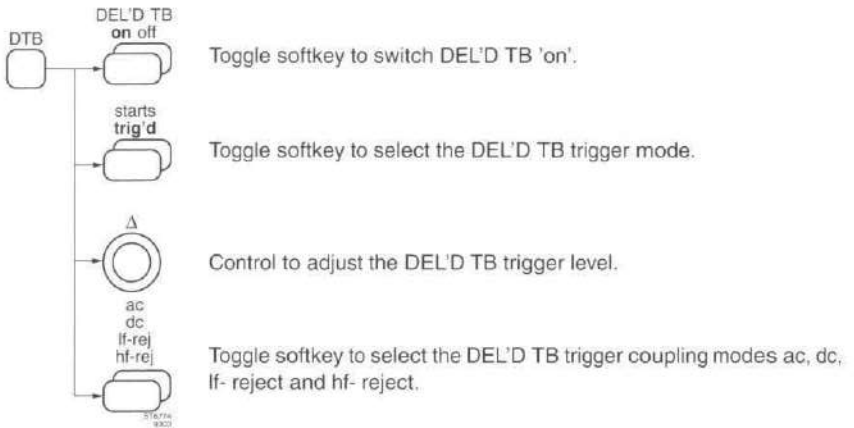 DEL'D TB
on off
DTB
Toggle softkey to switch DEL'D TB 'on'.
starts
trig'd
Toggle softkey to select the DEL'D TB trigger mode.
Δ
Control to adjust the DEL'D TB trigger level.
ac
dc
lf-rej
hf-rej
Toggle softkey to select the DEL'D TB trigger coupling modes ac, dc,
lf- reject and hf- reject.